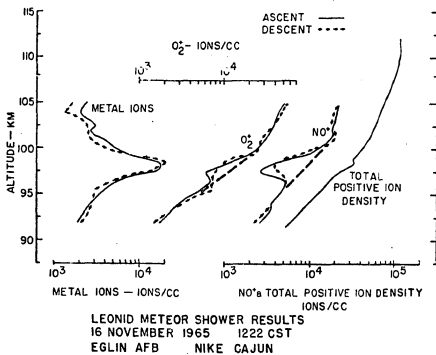 ASCENT
DESCENT
O₂⁺ - IONS/CC
10³ 10⁴
ALTITUDE—KM
115
110
105
100
95
90
METAL IONS
O₂⁺
NO⁺
TOTAL
POSITIVE ION
DENSITY
10³ 10⁴ 10³ 10⁴ 10⁵
METAL IONS — IONS/CC
NO⁺a TOTAL POSITIVE ION DENSITY
IONS/CC
LEONID METEOR SHOWER RESULTS
16 NOVEMBER 1965 1222 CST
EGLIN AFB NIKE CAJUN